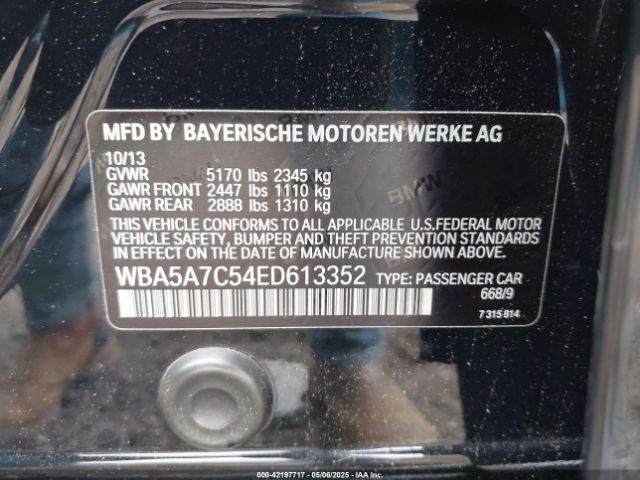 MFD BY BAYERISCHE MOTOREN WERKE AG
10/13
GVWR 5170 lbs 2345 kg
GAWR FRONT 2447 lbs 1110 kg
GAWR REAR 2888 lbs 1310 kg
THIS VEHICLE CONFORMS TO ALL APPLICABLE U.S.FEDERAL MOTOR
VEHICLE SAFETY, BUMPER AND THEFT PREVENTION STANDARDS
IN EFFECT ON THE DATE OF MANUFACTURE SHOWN ABOVE.
WBA5A7C54ED613352 TYPE: PASSENGER CAR
668/9
7 315 814
000-42197717 - 05/06/2025 - IAA Inc.